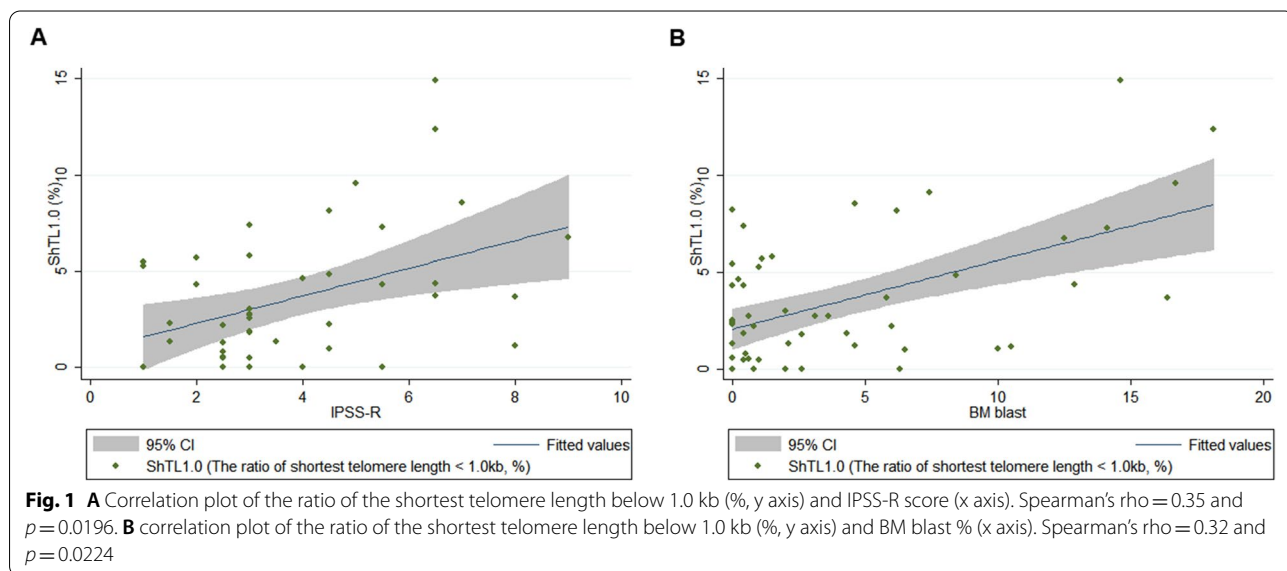 A
ShTL1.0 (%)
15
10
5
0
0 2 4 6 8 10
IPSS-R
95% CI Fitted values
ShTL1.0 (The ratio of shortest telomere length < 1.0kb, %)
B
ShTL1.0 (%)
15
10
5
0
0 5 10 15 20
BM blast
95% CI Fitted values
ShTL1.0 (The ratio of shortest telomere length < 1.0kb, %)
Fig. 1 A Correlation plot of the ratio of the shortest telomere length below 1.0 kb (%, y axis) and IPSS-R score (x axis). Spearman's rho = 0.35 and
p = 0.0196. B correlation plot of the ratio of the shortest telomere length below 1.0 kb (%, y axis) and BM blast % (x axis). Spearman's rho = 0.32 and
p = 0.0224